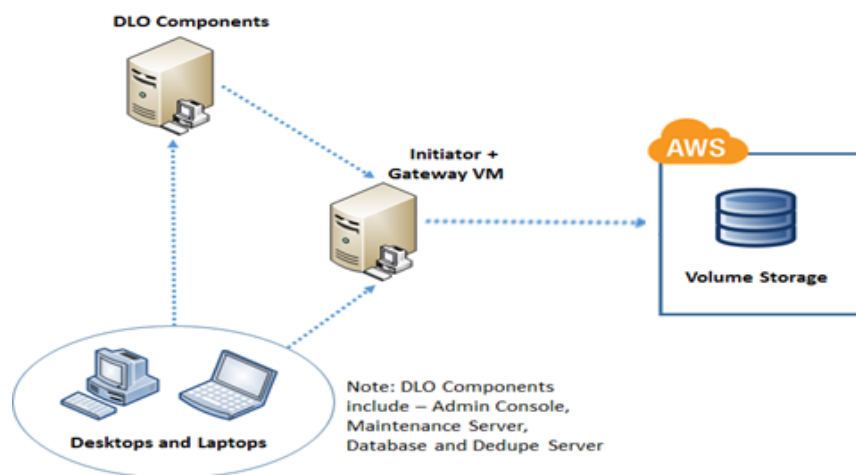 DLO Components
Initiator +
Gateway VM
AWS
Volume Storage
Desktops and Laptops
Note: DLO Components
include – Admin Console,
Maintenance Server,
Database and Dedupe Server